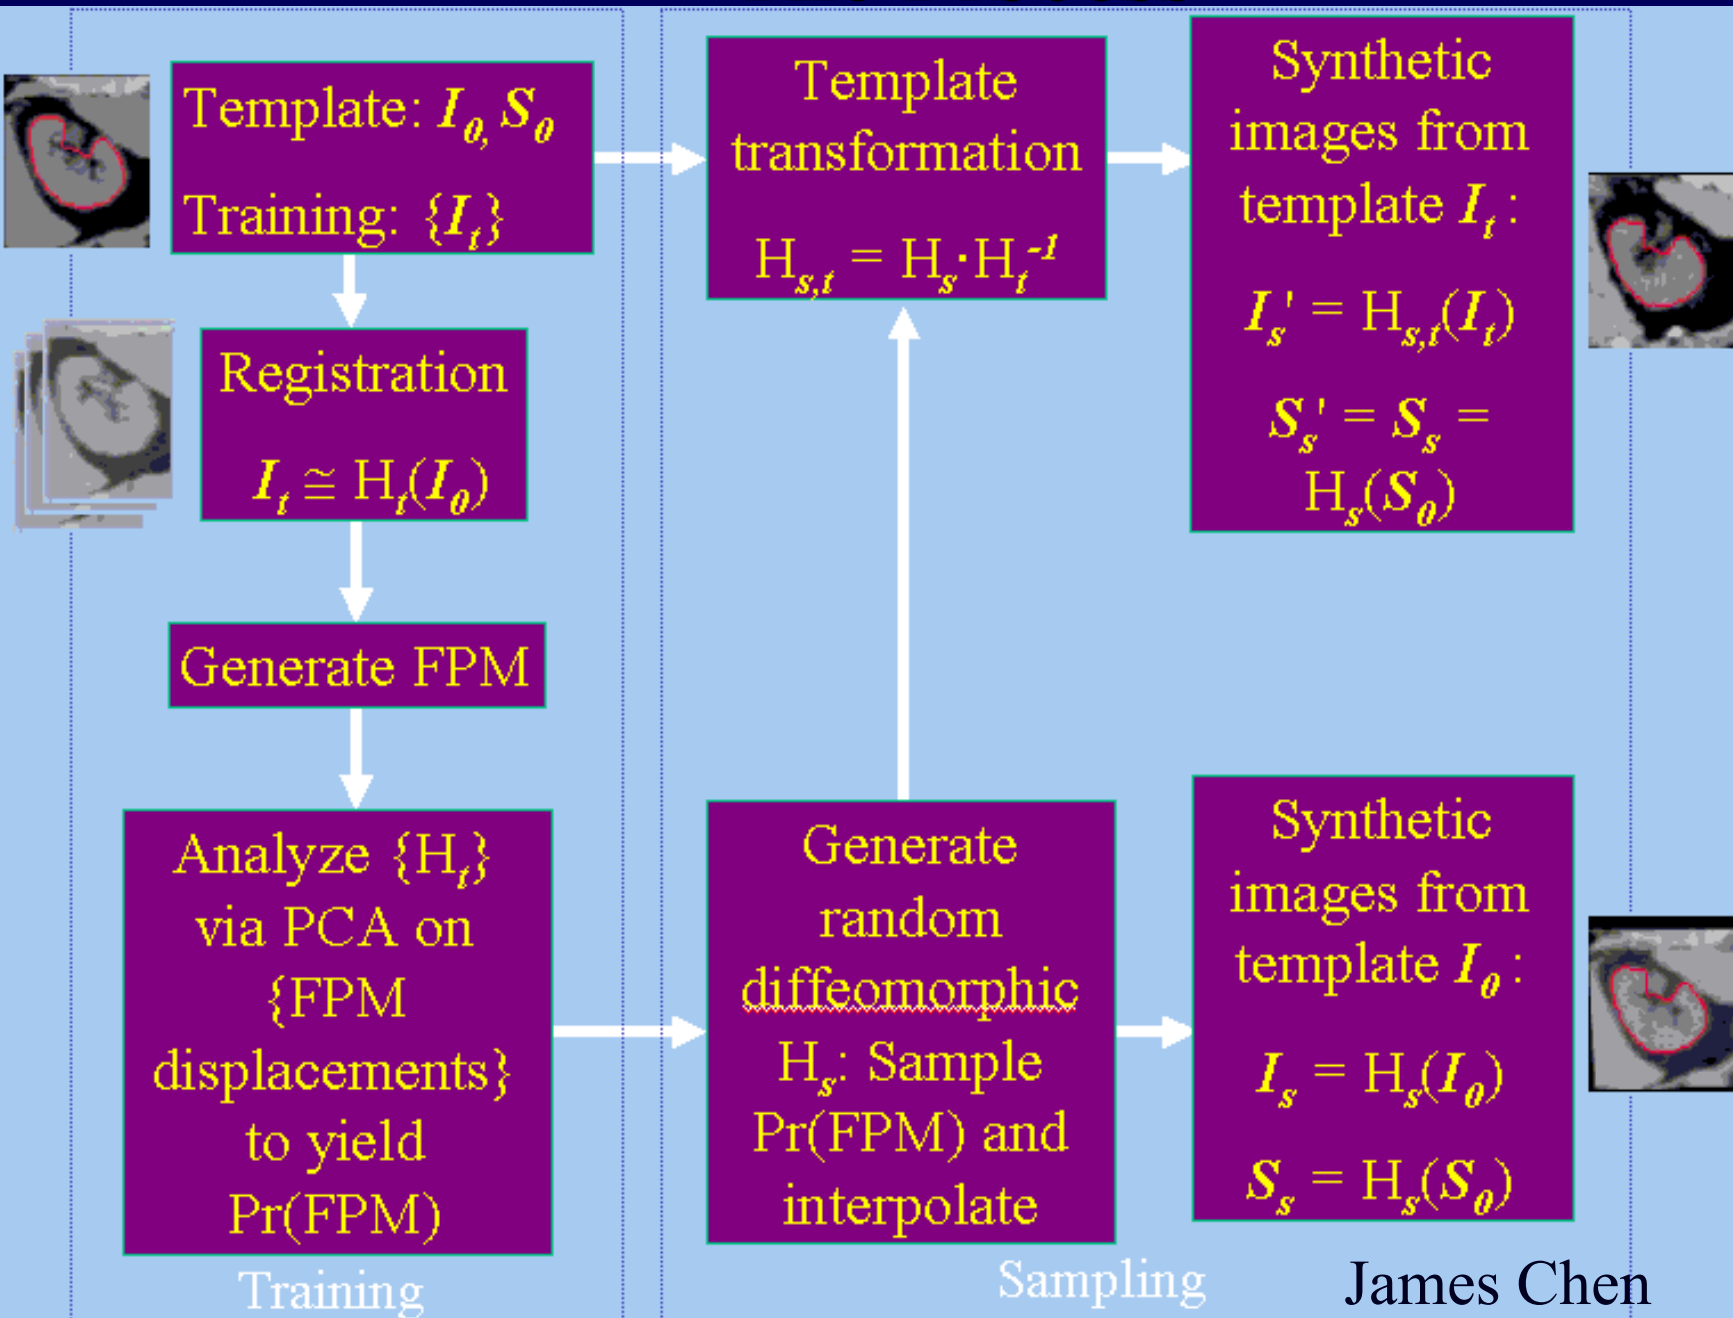 Template: I₀, S₀
Training: {Iₜ}
Registration
Iₜ ≅ Hₜ(I₀)
Generate FPM
Analyze {Hₜ}
via PCA on
{FPM
displacements}
to yield
Pr(FPM)
Training
Template
transformation
Hₛ,ₜ = Hₛ·Hₜ⁻¹
Synthetic
images from
template Iₜ:
Iₛ' = Hₛ,ₜ(Iₜ)
Sₛ' = Sₛ =
Hₛ(S₀)
Generate
random
diffeomorphic
Hₛ: Sample
Pr(FPM) and
interpolate
Synthetic
images from
template I₀:
Iₛ = Hₛ(I₀)
Sₛ = Hₛ(S₀)
Sampling
James Chen